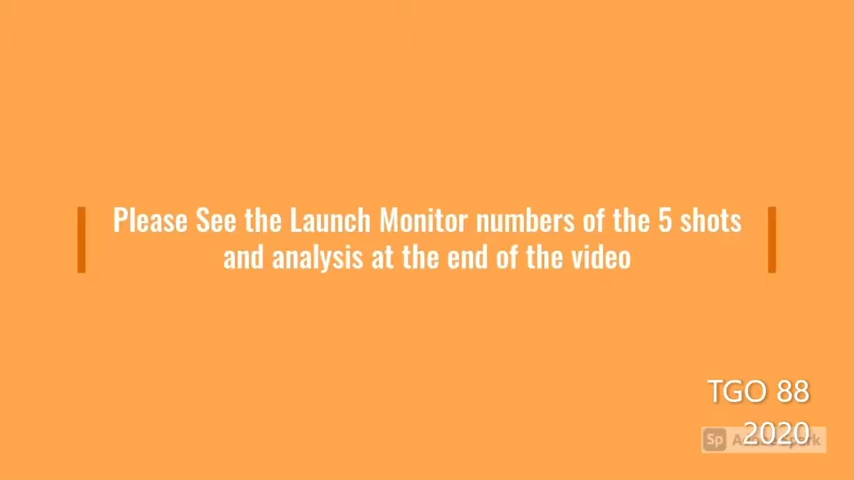 Please See the Launch Monitor numbers of the 5 shots
and analysis at the end of the video
TGO 88
2020
Sp